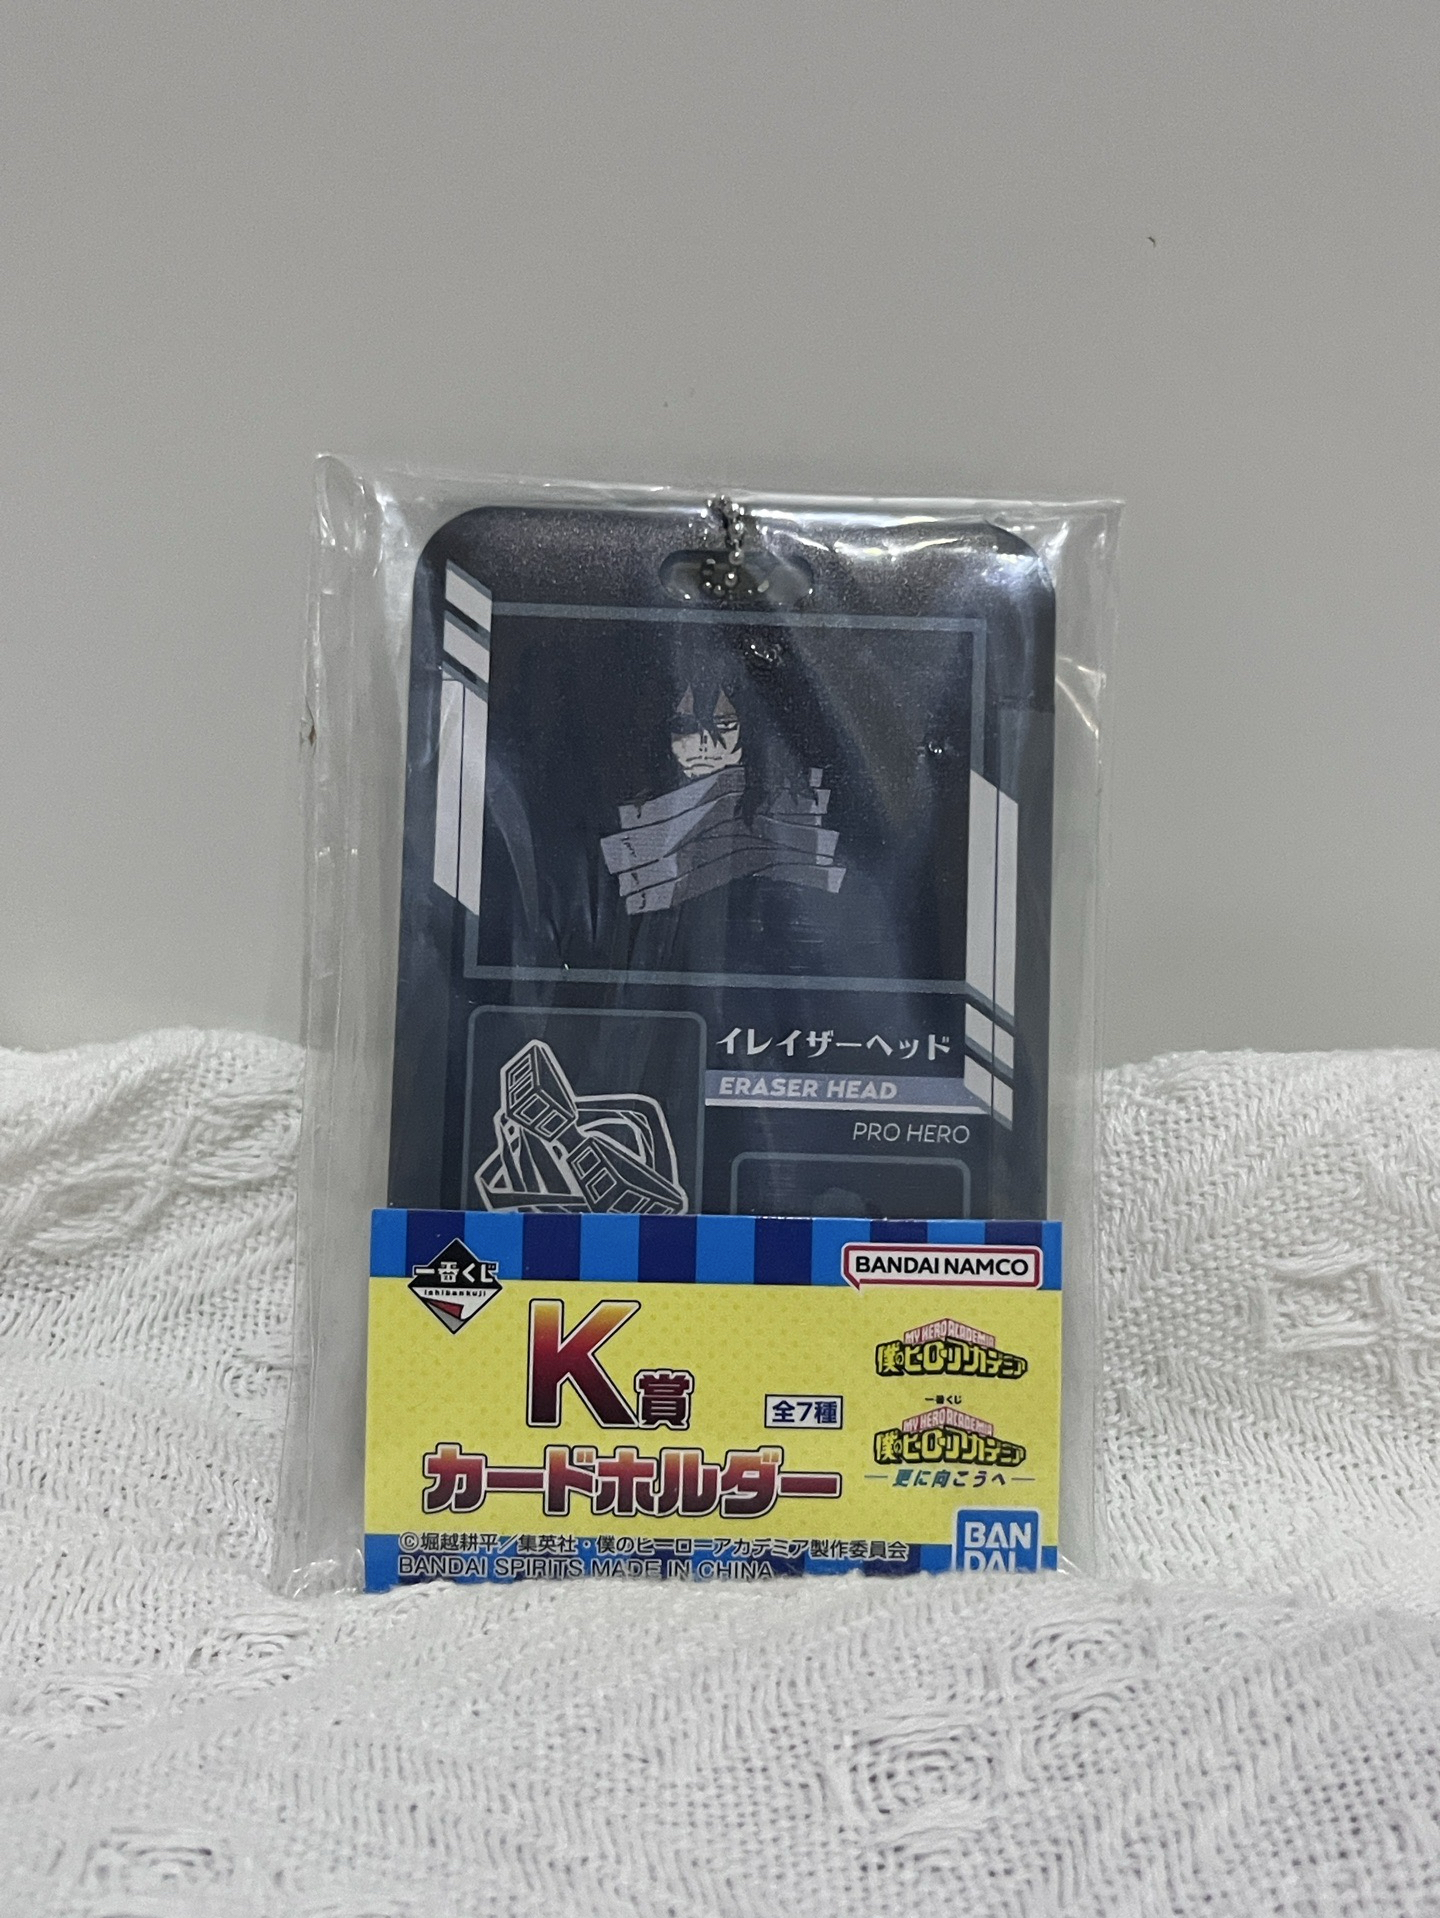 イレイザーヘッド
ERASER HEAD
PRO HERO
一番くじ
ichibankuji
BANDAI NAMCO
K賞
全7種
カードホルダー
MY HERO ACADEMIA
僕のヒーローアカデミア
一番くじ
MY HERO ACADEMIA
僕のヒーローアカデミア
更に向こうへ
©堀越耕平/集英社・僕のヒーローアカデミア製作委員会
BANDAI SPIRITS MADE IN CHINA
BAN
DAI